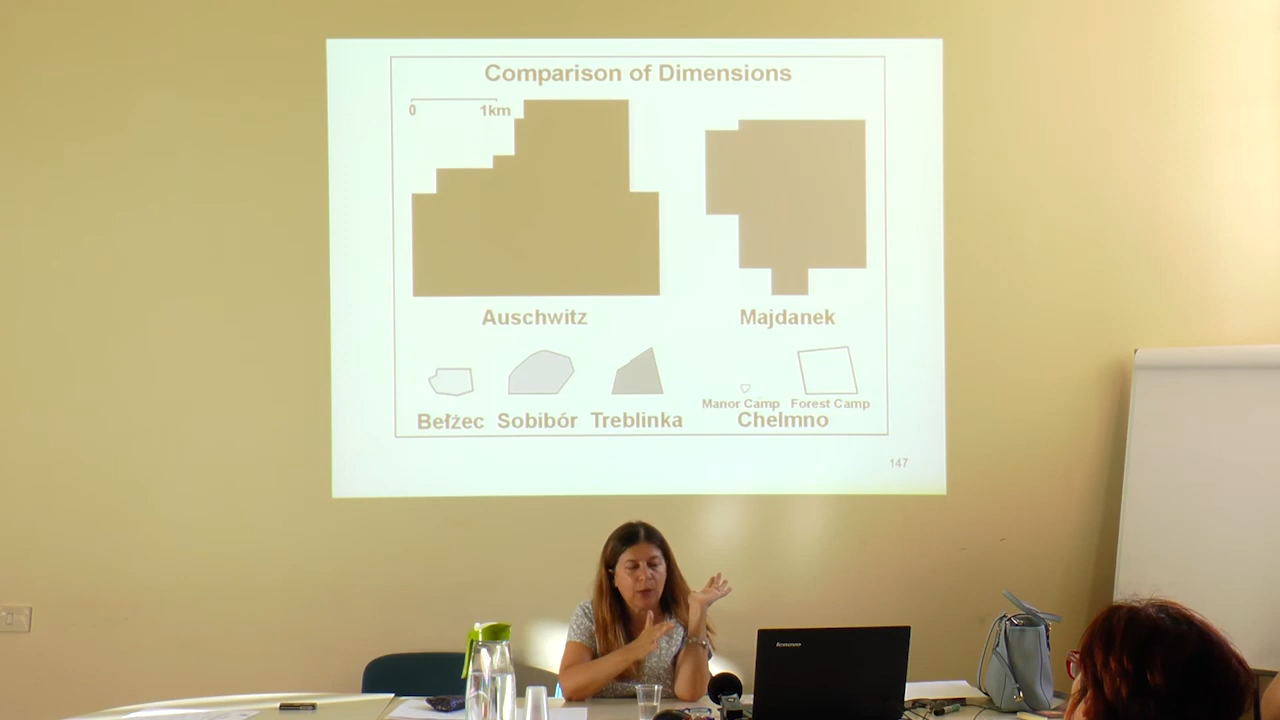 Comparison of Dimensions
0 1km
Auschwitz Majdanek
Manor Camp Forest Camp
Bełżec Sobibór Treblinka Chelmno
147
lenovo